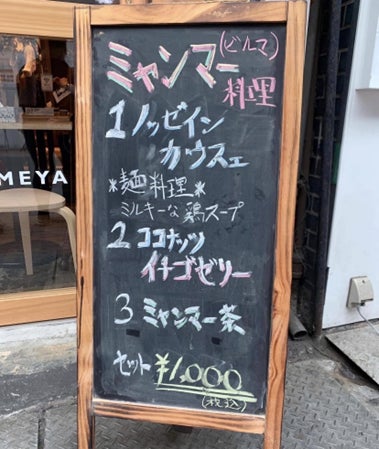 ミャンマー(ビルマ)
料理
1 ノッゼイン
カウスェ
*麺料理*
ミルキーな鶏スープ
2 ココナッツ
イチゴゼリー
3 ミャンマー茶
セット ¥1,000
(税込)
MEYA